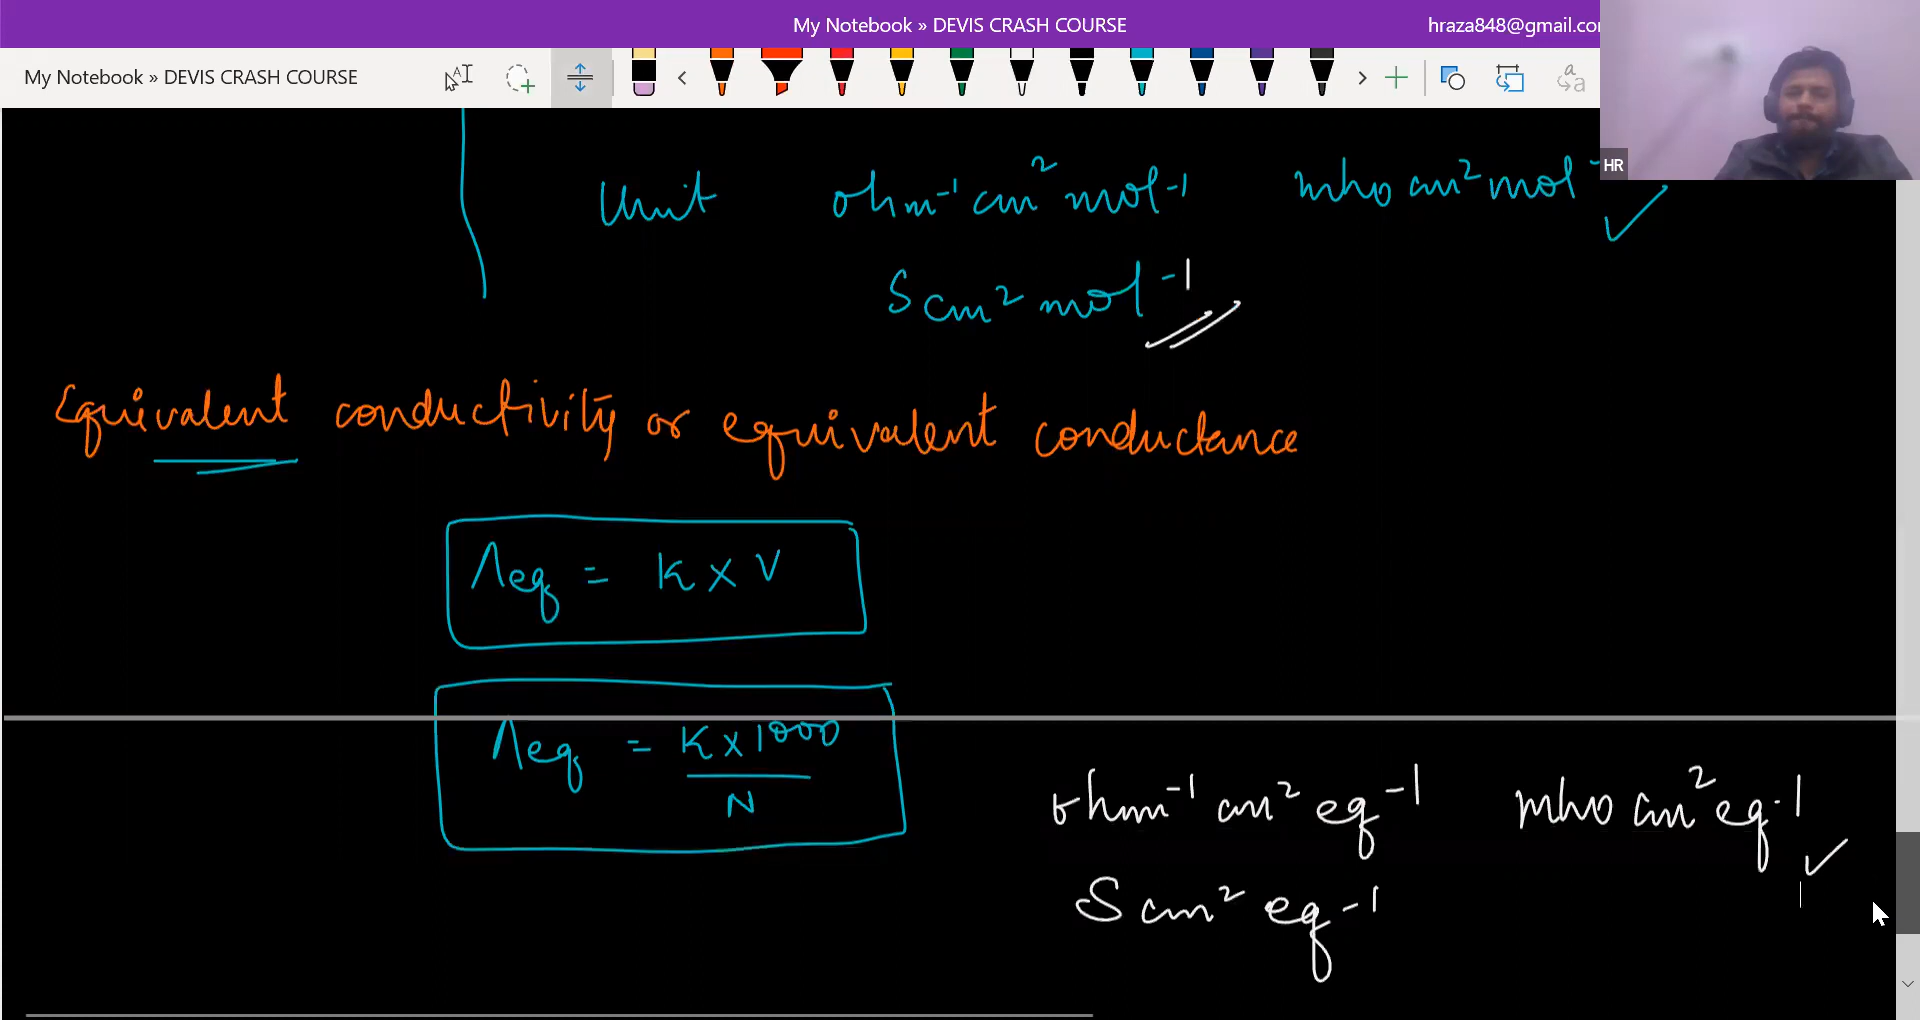 My Notebook » DEVIS CRASH COURSE
hraza848@gmail.co
My Notebook » DEVIS CRASH COURSE
HR
Unit ohm⁻¹ cm² mol⁻¹ mho cm² mol⁻
S cm² mol⁻¹
Equivalent conductivity or equivalent conductance
Λeq = K × V
Λeq = K × 1000
N
ohm⁻¹ cm² eq⁻¹ mho cm² eq⁻¹
S cm² eq⁻¹